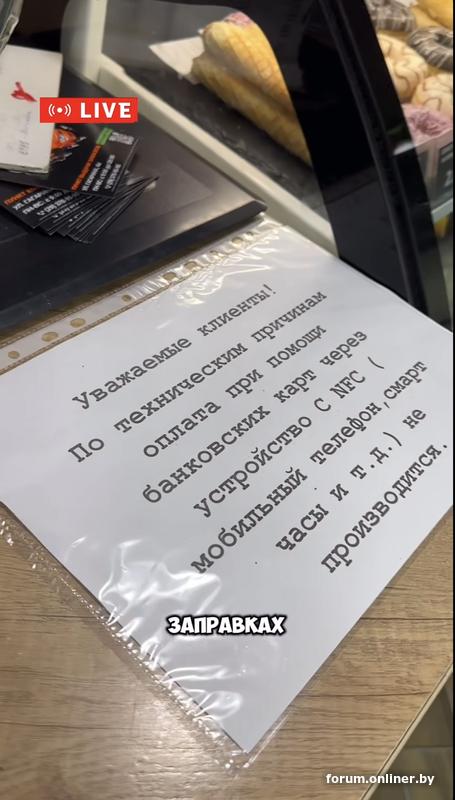 LIVE
Уважаемые клиенты!
По техническим причинам
оплата при помощи
банковских карт через
устройство С NFC (
мобильный телефон,смарт
часы и т.д.) не
производится.
ЗАПРАВКАХ
forum.onliner.by